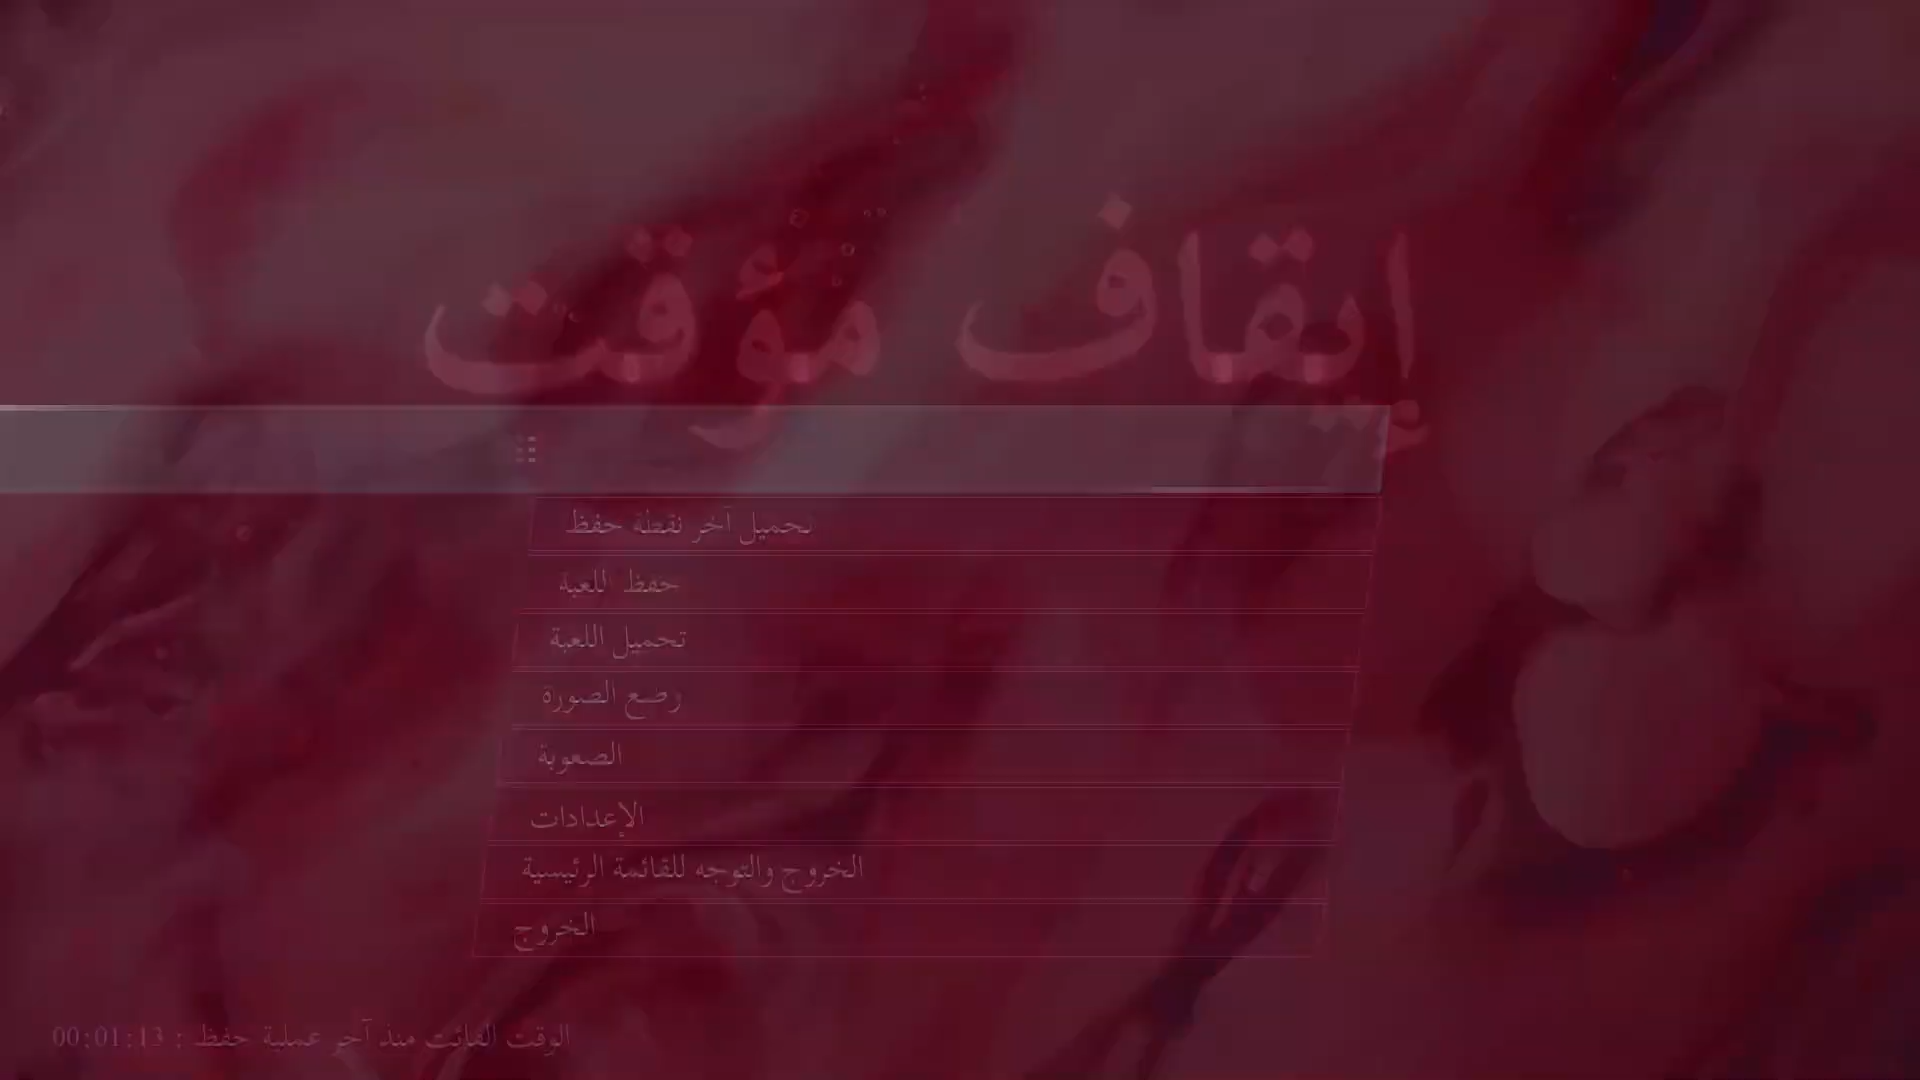 إيقاف مُؤقت
تحميل آخر نقطة حفظ
حفظ اللعبة
تحميل اللعبة
وضع الصورة
الصعوبة
الإعدادات
الخروج والتوجه للقائمة الرئيسية
الخروج
الوقت الفائت منذ آخر عملية حفظ : 00:01:13